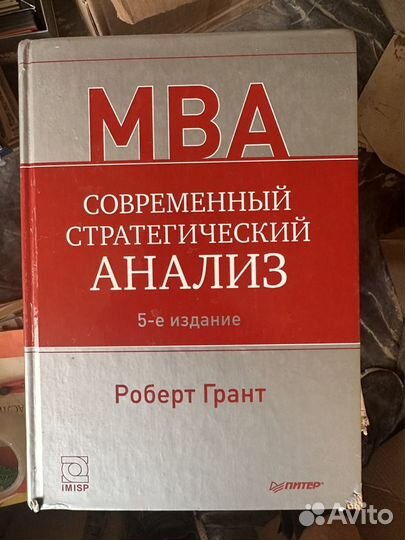 MBA
СОВРЕМЕННЫЙ
СТРАТЕГИЧЕСКИЙ
АНАЛИЗ
5-е издание
Роберт Грант
IMISP
ПИТЕР®
Avito